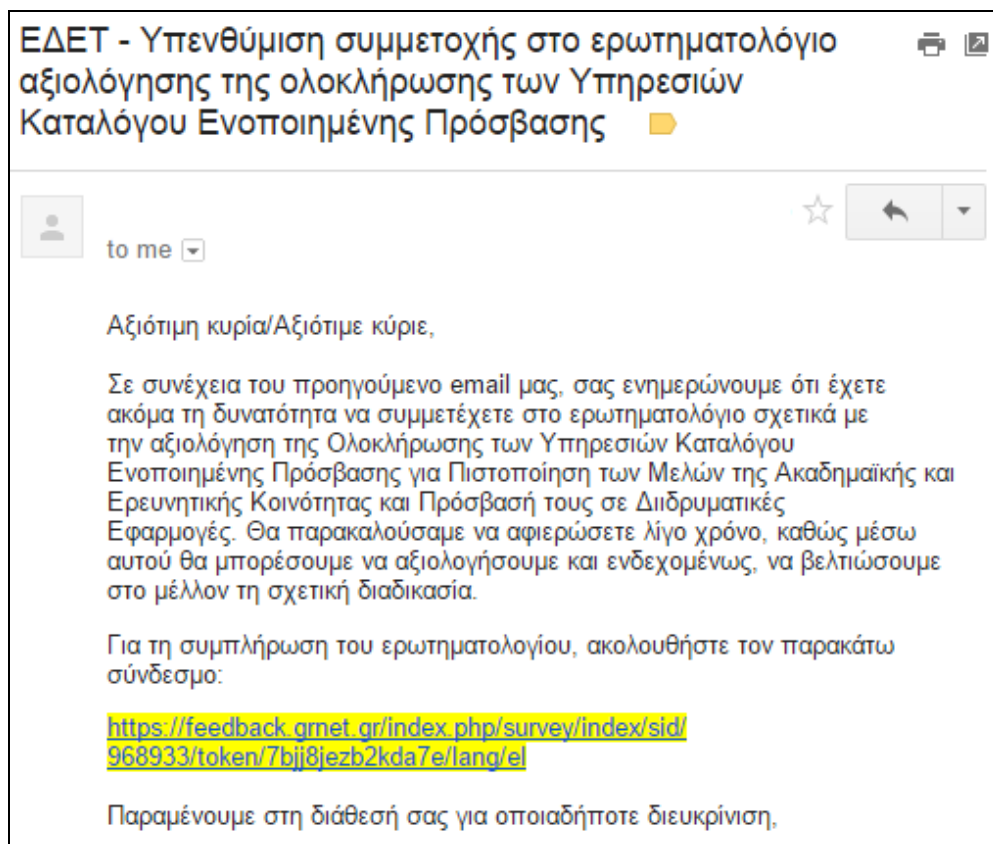 ΕΔΕΤ - Υπενθύμιση συμμετοχής στο ερωτηματολόγιο
αξιολόγησης της ολοκλήρωσης των Υπηρεσιών
Καταλόγου Ενοποιημένης Πρόσβασης
to me
Αξιότιμη κυρία/Αξιότιμε κύριε,
Σε συνέχεια του προηγούμενο email μας, σας ενημερώνουμε ότι έχετε
ακόμα τη δυνατότητα να συμμετέχετε στο ερωτηματολόγιο σχετικά με
την αξιολόγηση της Ολοκλήρωσης των Υπηρεσιών Καταλόγου
Ενοποιημένης Πρόσβασης για Πιστοποίηση των Μελών της Ακαδημαϊκής και
Ερευνητικής Κοινότητας και Πρόσβασή τους σε Διιδρυματικές
Εφαρμογές. Θα παρακαλούσαμε να αφιερώσετε λίγο χρόνο, καθώς μέσω
αυτού θα μπορέσουμε να αξιολογήσουμε και ενδεχομένως, να βελτιώσουμε
στο μέλλον τη σχετική διαδικασία.
Για τη συμπλήρωση του ερωτηματολογίου, ακολουθήστε τον παρακάτω
σύνδεσμο:
https://feedback.grnet.gr/index.php/survey/index/sid/
968933/token/7bjj8jezb2kda7e/lang/el
Παραμένουμε στη διάθεσή σας για οποιαδήποτε διευκρίνιση,